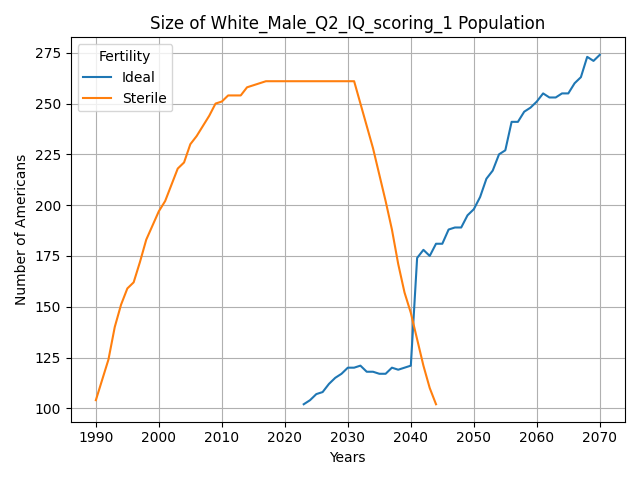 Size of White_Male_Q2_IQ_scoring_1 Population
Fertility
Ideal
Sterile
Number of Americans
275
250
225
200
175
150
125
100
1990 2000 2010 2020 2030 2040 2050 2060 2070
Years